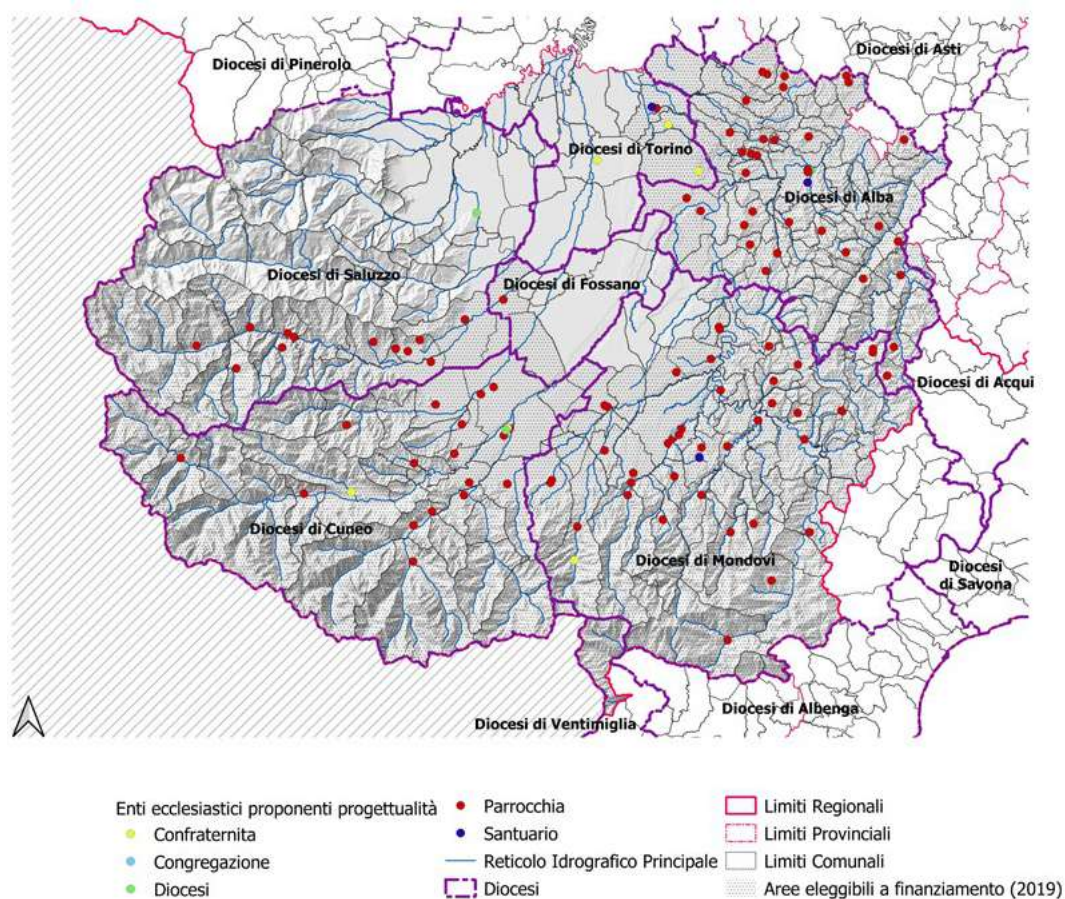 Diocesi di Pinerolo
Diocesi di Asti
Diocesi di Torino
Diocesi di Alba
Diocesi di Saluzzo
Diocesi di Fossano
Diocesi di Acqui
Diocesi di Cuneo
Diocesi di Mondovì
Diocesi
di Savona
Diocesi di Albenga
Diocesi di Ventimiglia
Enti ecclesiastici proponenti progettualità
Confraternita
Congregazione
Diocesi
Parrocchia
Santuario
Reticolo Idrografico Principale
Diocesi
Limiti Regionali
Limiti Provinciali
Limiti Comunali
Aree eleggibili a finanziamento (2019)